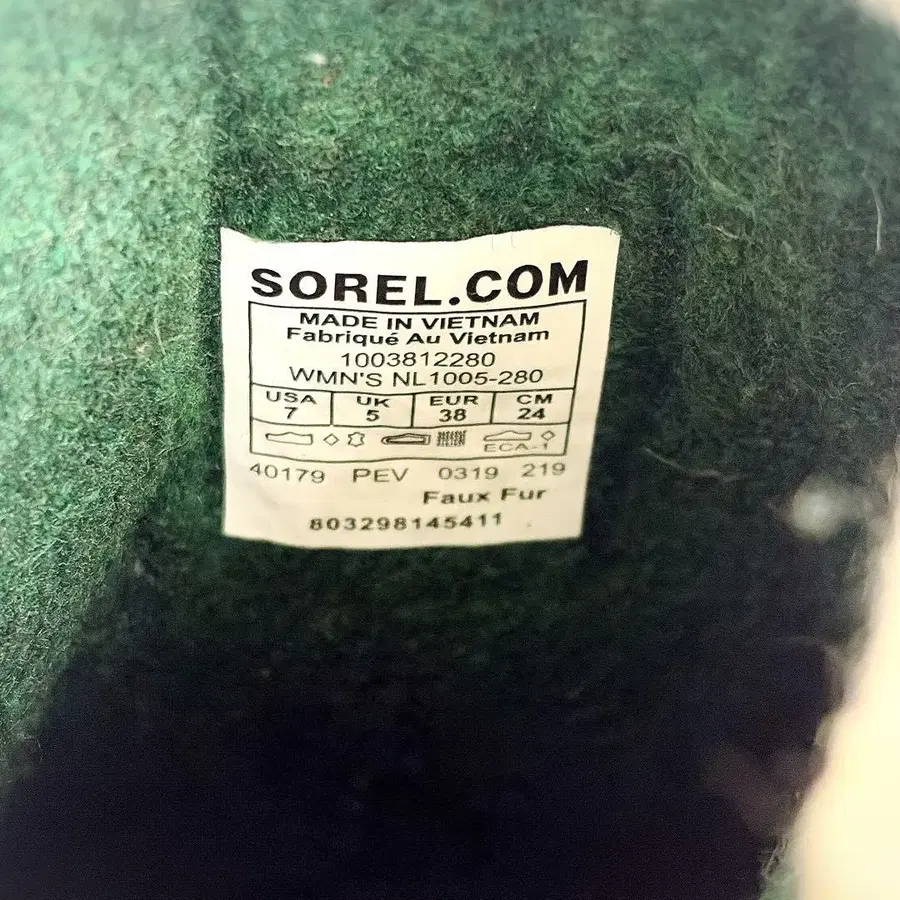 SOREL.COM
MADE IN VIETNAM
Fabriqué Au Vietnam
1003812280
WMN'S NL1005-280
USA UK EUR CM
7 5 38 24
ECA-1
40179 PEV 0319 219
Faux Fur
803298145411